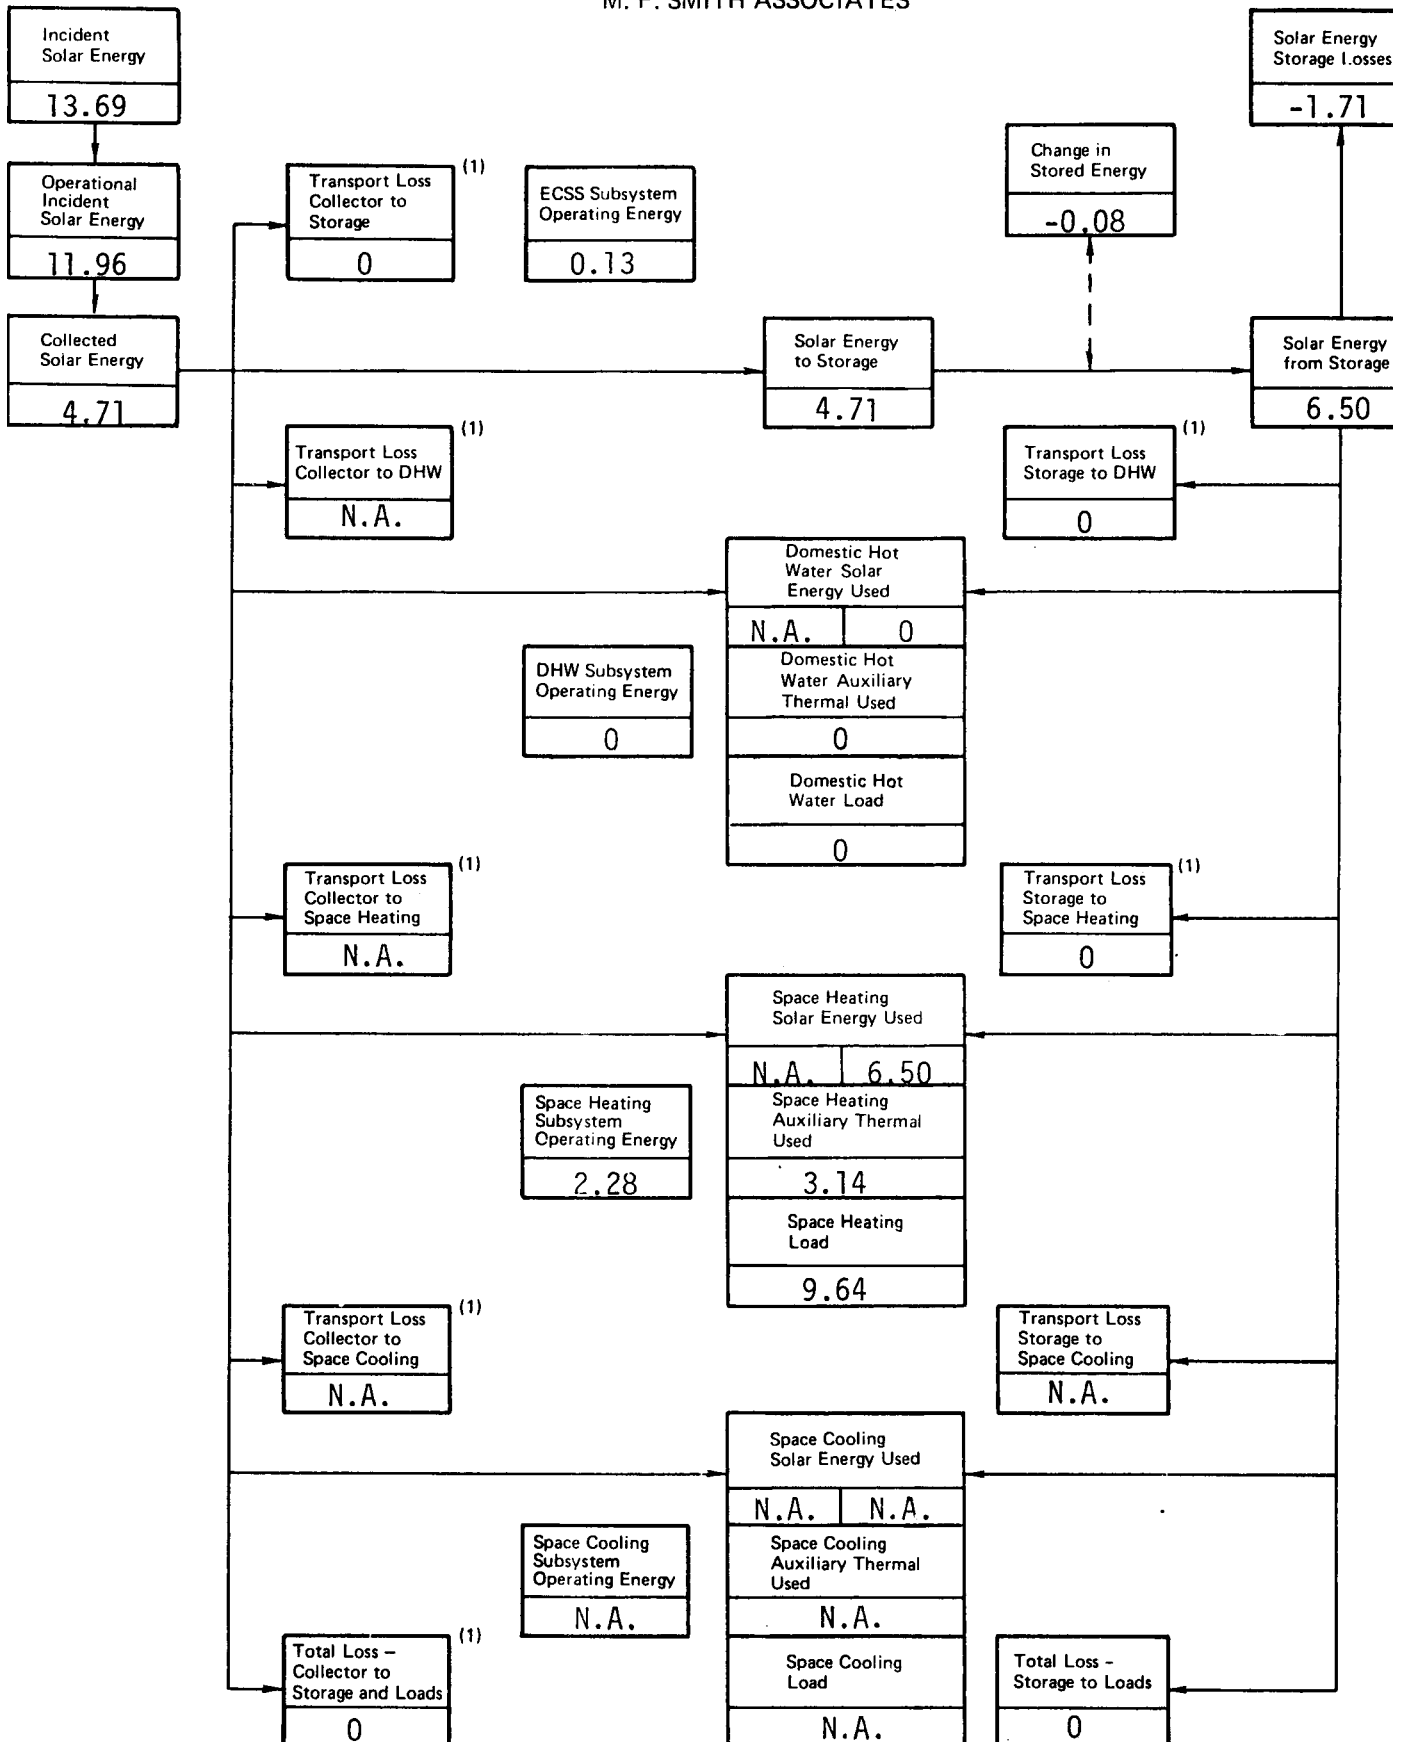 M. F. SMITH ASSOCIATES
Incident
Solar Energy
13.69
Solar Energy
Storage Losses
-1.71
Change in
Stored Energy
-0.08
Operational
Incident
Solar Energy
11.96
Transport Loss
Collector to
Storage
0
(1)
ECSS Subsystem
Operating Energy
0.13
Collected
Solar Energy
4.71
Solar Energy
to Storage
4.71
Solar Energy
from Storage
6.50
Transport Loss
Collector to DHW
N.A.
(1)
Transport Loss
Storage to DHW
0
(1)
Domestic Hot
Water Solar
Energy Used
N.A. 0
Domestic Hot
Water Auxiliary
Thermal Used
0
Domestic Hot
Water Load
0
DHW Subsystem
Operating Energy
0
Transport Loss
Collector to
Space Heating
N.A.
(1)
Transport Loss
Storage to
Space Heating
0
(1)
Space Heating
Solar Energy Used
N.A. 6.50
Space Heating
Auxiliary Thermal
Used
3.14
Space Heating
Load
9.64
Space Heating
Subsystem
Operating Energy
2.28
Transport Loss
Collector to
Space Cooling
N.A.
(1)
Transport Loss
Storage to
Space Cooling
N.A.
Space Cooling
Solar Energy Used
N.A. N.A.
Space Cooling
Auxiliary Thermal
Used
N.A.
Space Cooling
Load
N.A.
Space Cooling
Subsystem
Operating Energy
N.A.
Total Loss –
Collector to
Storage and Loads
0
(1)
Total Loss –
Storage to Loads
0